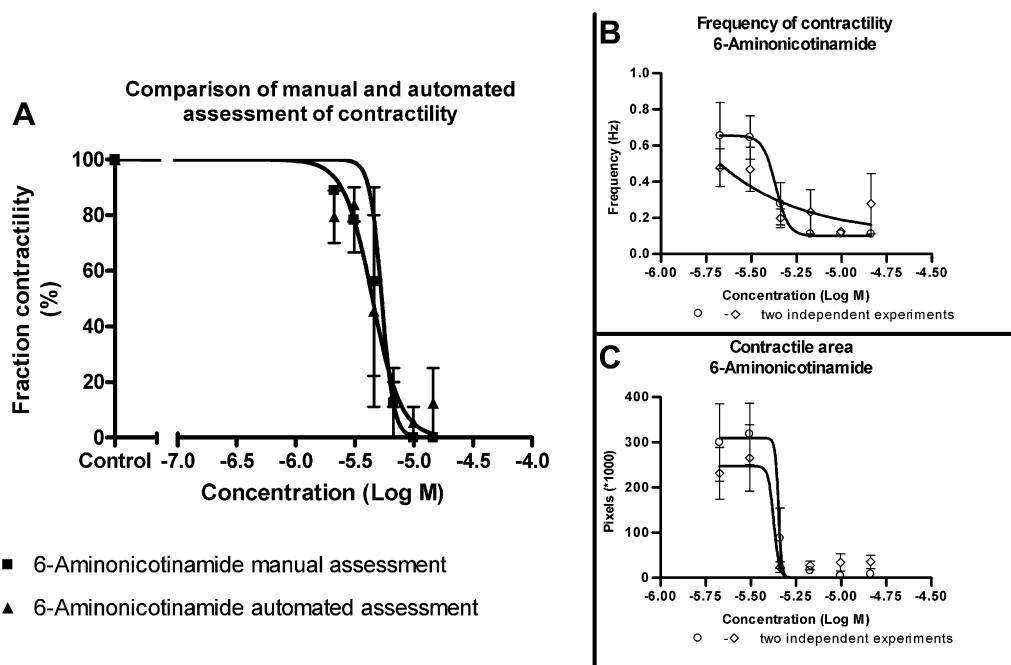 A
Comparison of manual and automated
assessment of contractility
Fraction contractility
(%)
100
80
60
40
20
0
Control
-7.0 -6.5 -6.0 -5.5 -5.0 -4.5 -4.0
Concentration (Log M)
6-Aminonicotinamide manual assessment
6-Aminonicotinamide automated assessment
B
Frequency of contractility
6-Aminonicotinamide
Frequency (Hz)
1.0
0.8
0.6
0.4
0.2
0.0
-6.00 -5.75 -5.50 -5.25 -5.00 -4.75 -4.50
Concentration (Log M)
two independent experiments
C
Contractile area
6-Aminonicotinamide
Pixels (*1000)
400
300
200
100
0
-6.00 -5.75 -5.50 -5.25 -5.00 -4.75 -4.50
Concentration (Log M)
two independent experiments